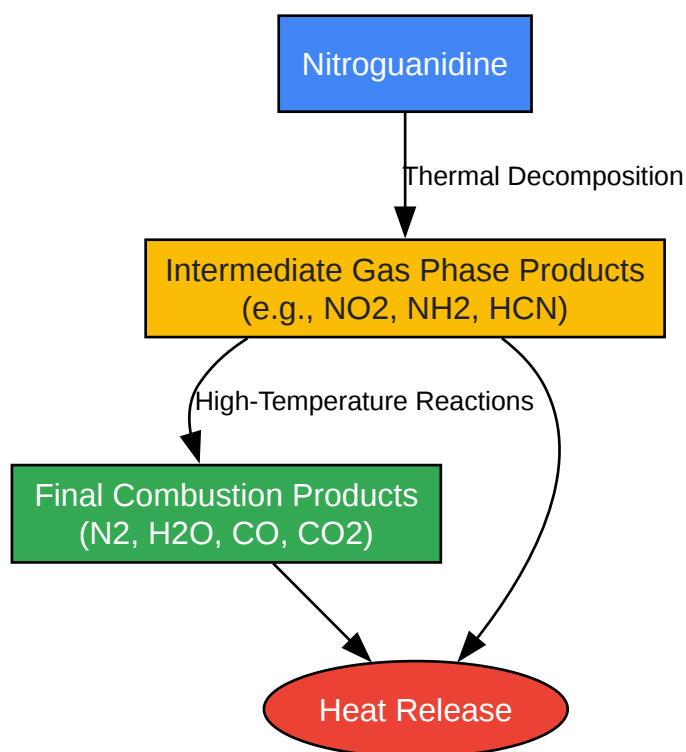 Nitroguanidine
Thermal Decomposition
Intermediate Gas Phase Products
(e.g., NO2, NH2, HCN)
High-Temperature Reactions
Final Combustion Products
(N2, H2O, CO, CO2)
Heat Release